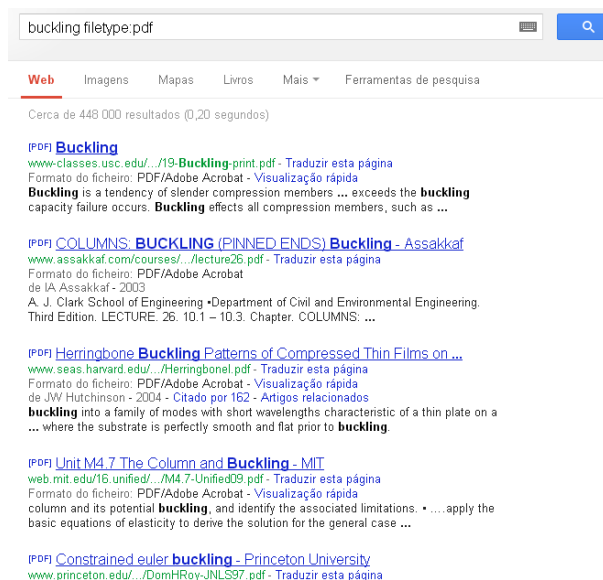 buckling filetype:pdf
Web Imagens Mapas Livros Mais Ferramentas de pesquisa
Cerca de 448 000 resultados (0,20 segundos)
[PDF] Buckling
www-classes.usc.edu/.../19-Buckling-print.pdf - Traduzir esta página
Formato do ficheiro: PDF/Adobe Acrobat - Visualização rápida
Buckling is a tendency of slender compression members ... exceeds the buckling
capacity failure occurs. Buckling effects all compression members, such as ...
[PDF] COLUMNS: BUCKLING (PINNED ENDS) Buckling - Assakkaf
www.assakkaf.com/courses/.../lecture26.pdf - Traduzir esta página
Formato do ficheiro: PDF/Adobe Acrobat
de IA Assakkaf - 2003
A. J. Clark School of Engineering •Department of Civil and Environmental Engineering.
Third Edition. LECTURE. 26. 10.1 – 10.3. Chapter. COLUMNS: ...
[PDF] Herringbone Buckling Patterns of Compressed Thin Films on ...
www.seas.harvard.edu/.../Herringbonel.pdf - Traduzir esta página
Formato do ficheiro: PDF/Adobe Acrobat - Visualização rápida
de JW Hutchinson - 2004 - Citado por 162 - Artigos relacionados
buckling into a family of modes with short wavelengths characteristic of a thin plate on a
... where the substrate is perfectly smooth and flat prior to buckling.
[PDF] Unit M4.7 The Column and Buckling - MIT
web.mit.edu/16.unified/.../M4.7-Unified09.pdf - Traduzir esta página
Formato do ficheiro: PDF/Adobe Acrobat - Visualização rápida
column and its potential buckling, and identify the associated limitations. • ....apply the
basic equations of elasticity to derive the solution for the general case ...
[PDF] Constrained euler buckling - Princeton University
www.princeton.edu/.../DomHRoy-JNLS97.pdf - Traduzir esta página